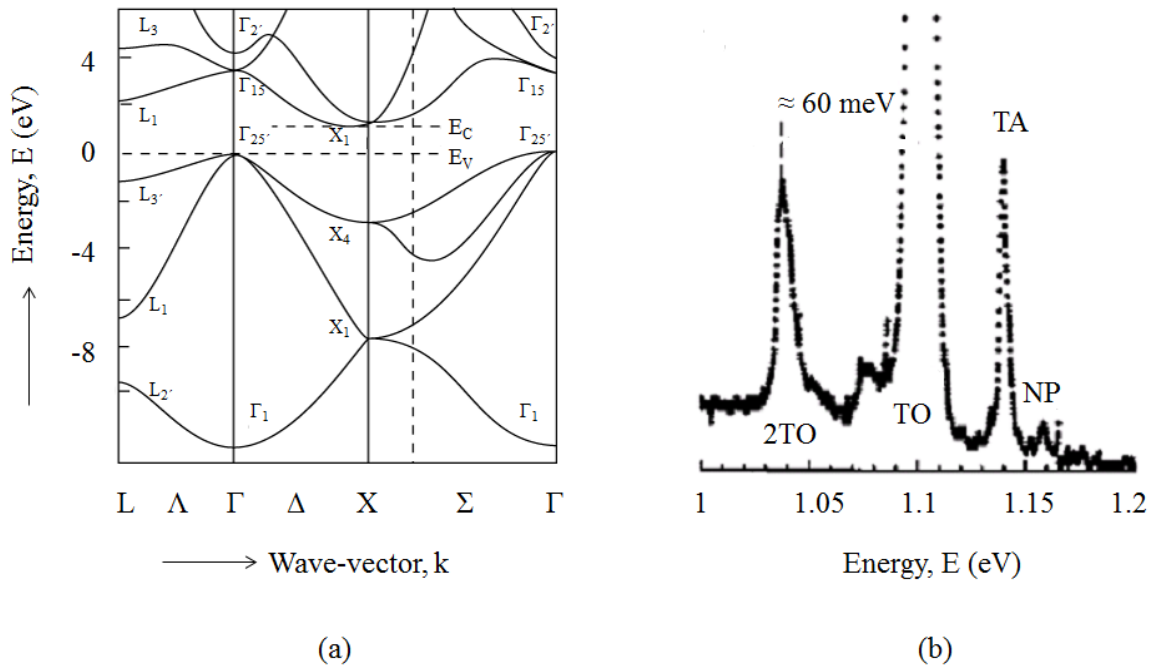 L₃
Γ₂′
Γ₂′
4
Γ₁₅
Γ₁₅
L₁
X₁
E_C
Γ₂₅′
Γ₂₅′
0
E_V
L₃′
-4
X₄
L₁
X₁
-8
L₂′
Γ₁
Γ₁
Energy, E (eV)
L Λ Γ Δ X Σ Γ
Wave-vector, k
(a)
≈ 60 meV
TA
NP
TO
2TO
1 1.05 1.1 1.15 1.2
Energy, E (eV)
(b)